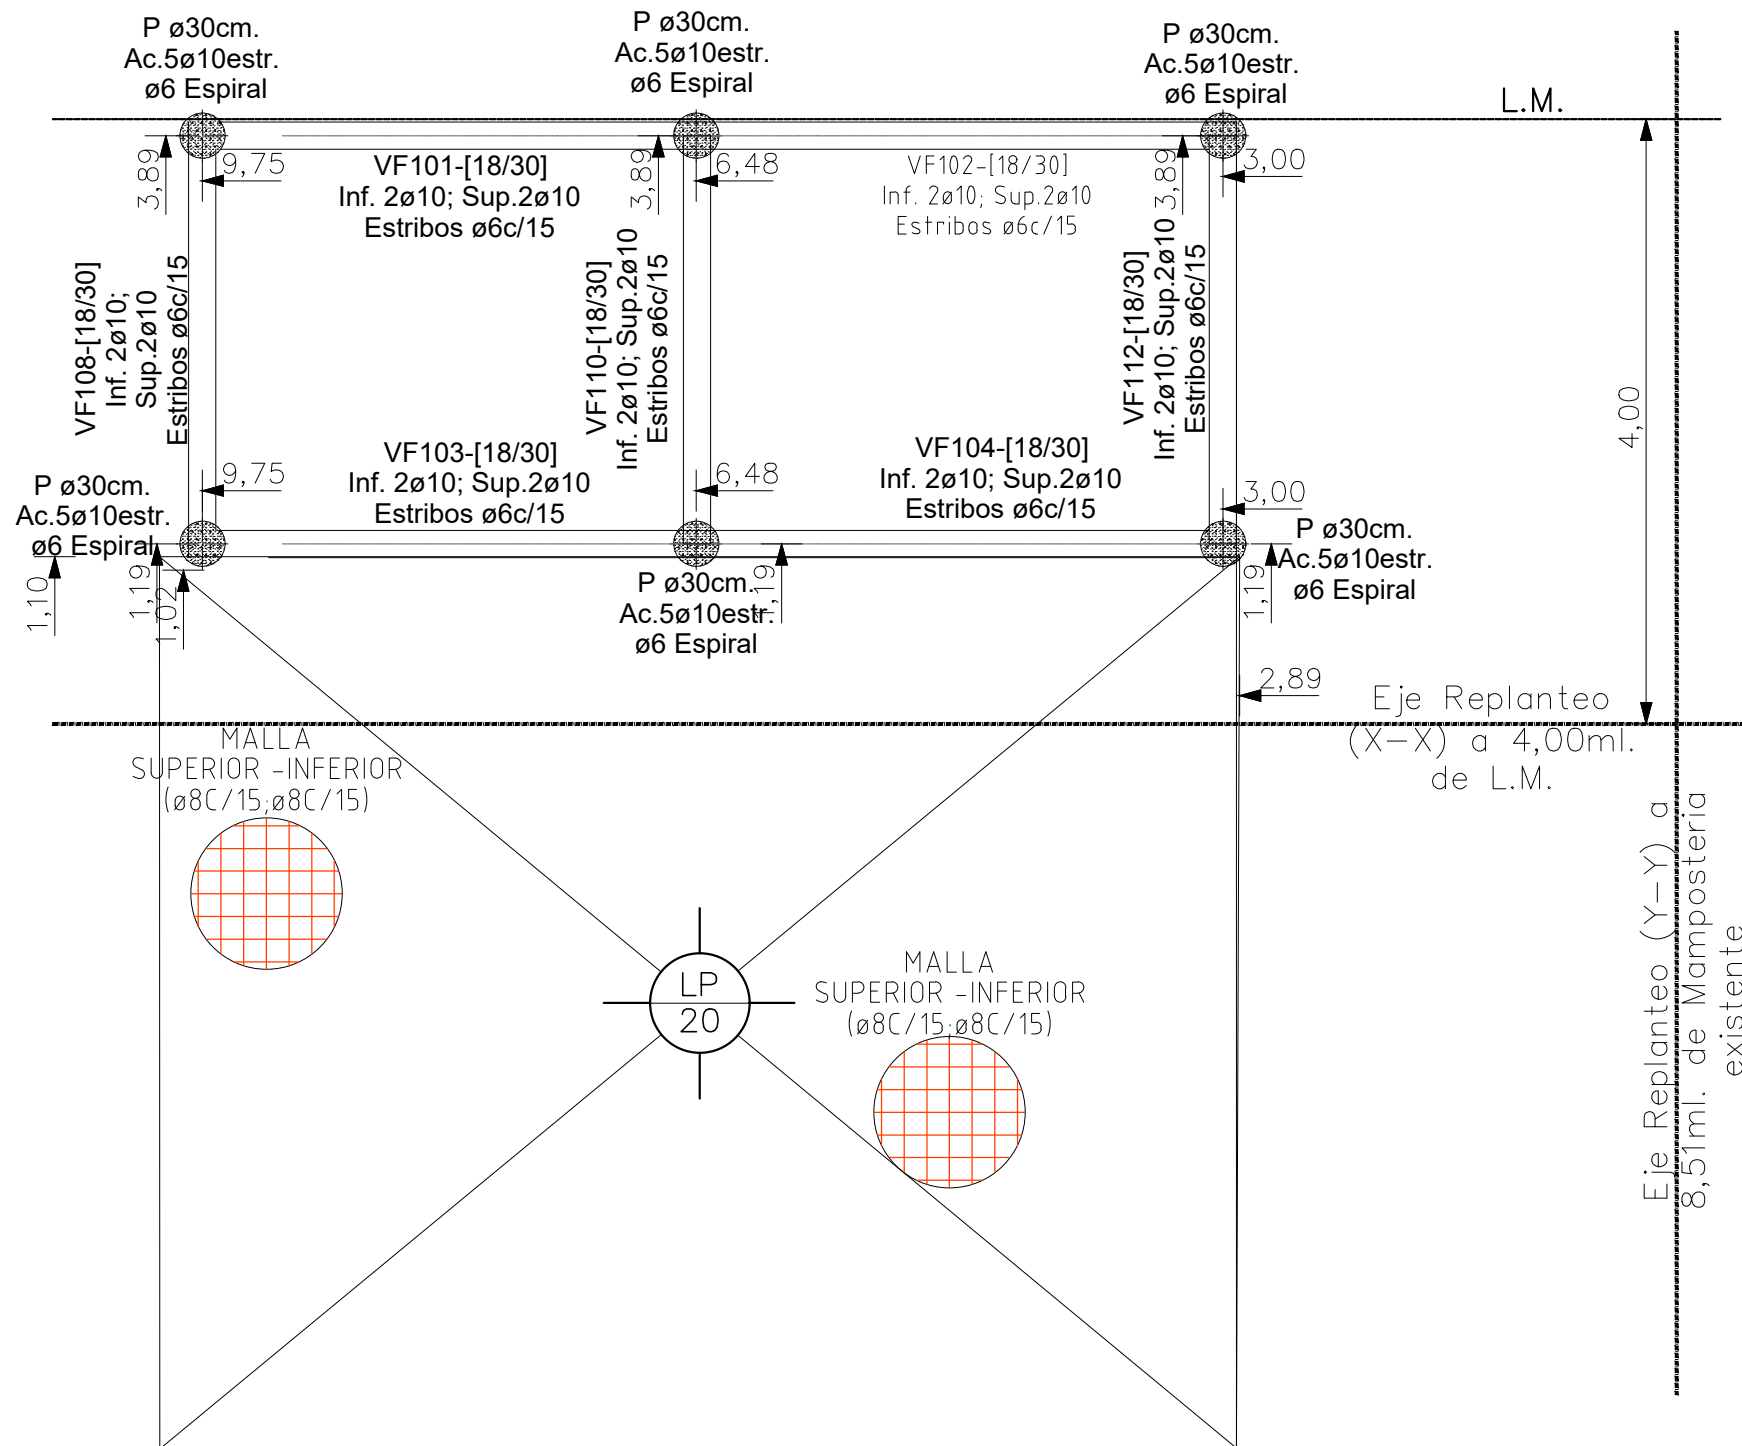 P ø30cm.
Ac.5ø10estr.
ø6 Espiral
P ø30cm.
Ac.5ø10estr.
ø6 Espiral
P ø30cm.
Ac.5ø10estr.
ø6 Espiral
L.M.
3,89
9,75
VF101-[18/30]
Inf. 2ø10; Sup.2ø10
Estribos ø6c/15
3,89
6,48
VF102-[18/30]
Inf. 2ø10; Sup.2ø10
Estribos ø6c/15
3,89
3,00
VF108-[18/30]
Inf. 2ø10;
Sup.2ø10
Estribos ø6c/15
VF110-[18/30]
Inf. 2ø10; Sup.2ø10
Estribos ø6c/15
VF112-[18/30]
Inf. 2ø10; Sup.2ø10
Estribos ø6c/15
4,00
9,75
VF103-[18/30]
Inf. 2ø10; Sup.2ø10
Estribos ø6c/15
6,48
VF104-[18/30]
Inf. 2ø10; Sup.2ø10
Estribos ø6c/15
3,00
P ø30cm.
Ac.5ø10estr.
ø6 Espiral
P ø30cm.
Ac.5ø10estr.
ø6 Espiral
P ø30cm.
Ac.5ø10estr.
ø6 Espiral
1,10
1,19
1,02
1,19
1,19
2,89
Eje Replanteo
(X-X) a 4,00ml.
de L.M.
MALLA
SUPERIOR -INFERIOR
(ø8C/15;ø8C/15)
LP
20
MALLA
SUPERIOR -INFERIOR
(ø8C/15;ø8C/15)
Eje Replanteo (Y-Y) a
8,51ml. de Mamposteria
existente